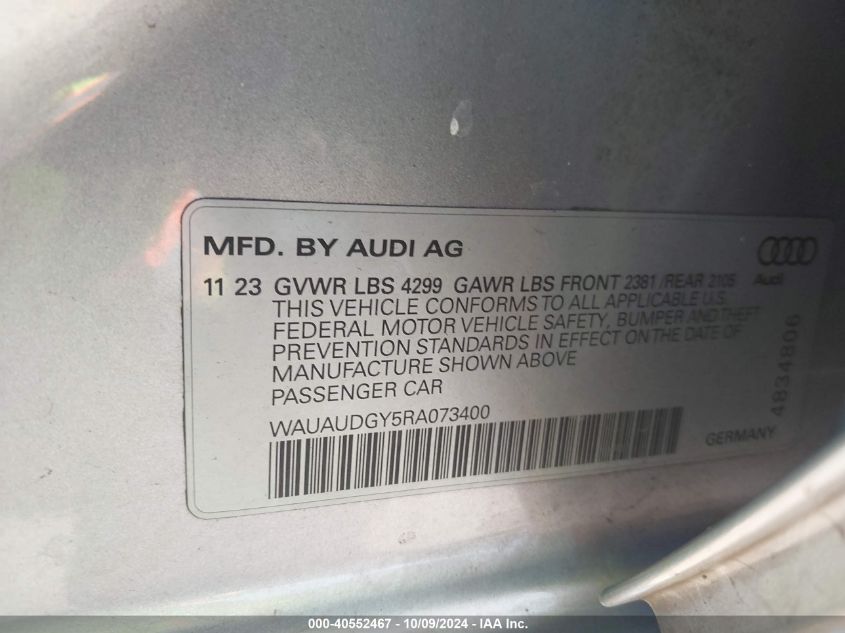 MFD. BY AUDI AG
Audi
11 23 GVWR LBS 4299 GAWR LBS FRONT 2381 /REAR 2105
THIS VEHICLE CONFORMS TO ALL APPLICABLE U.S.
FEDERAL MOTOR VEHICLE SAFETY, BUMPER AND THEFT
PREVENTION STANDARDS IN EFFECT ON THE DATE OF
MANUFACTURE SHOWN ABOVE
PASSENGER CAR
WAUAUDGY5RA073400
4834806
GERMANY
000-40552467 - 10/09/2024 - IAA Inc.